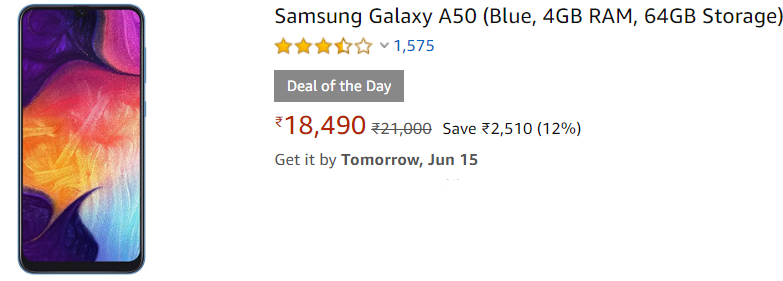 Samsung Galaxy A50 (Blue, 4GB RAM, 64GB Storage)
1,575
Deal of the Day
₹18,490 ₹21,000 Save ₹2,510 (12%)
Get it by Tomorrow, Jun 15